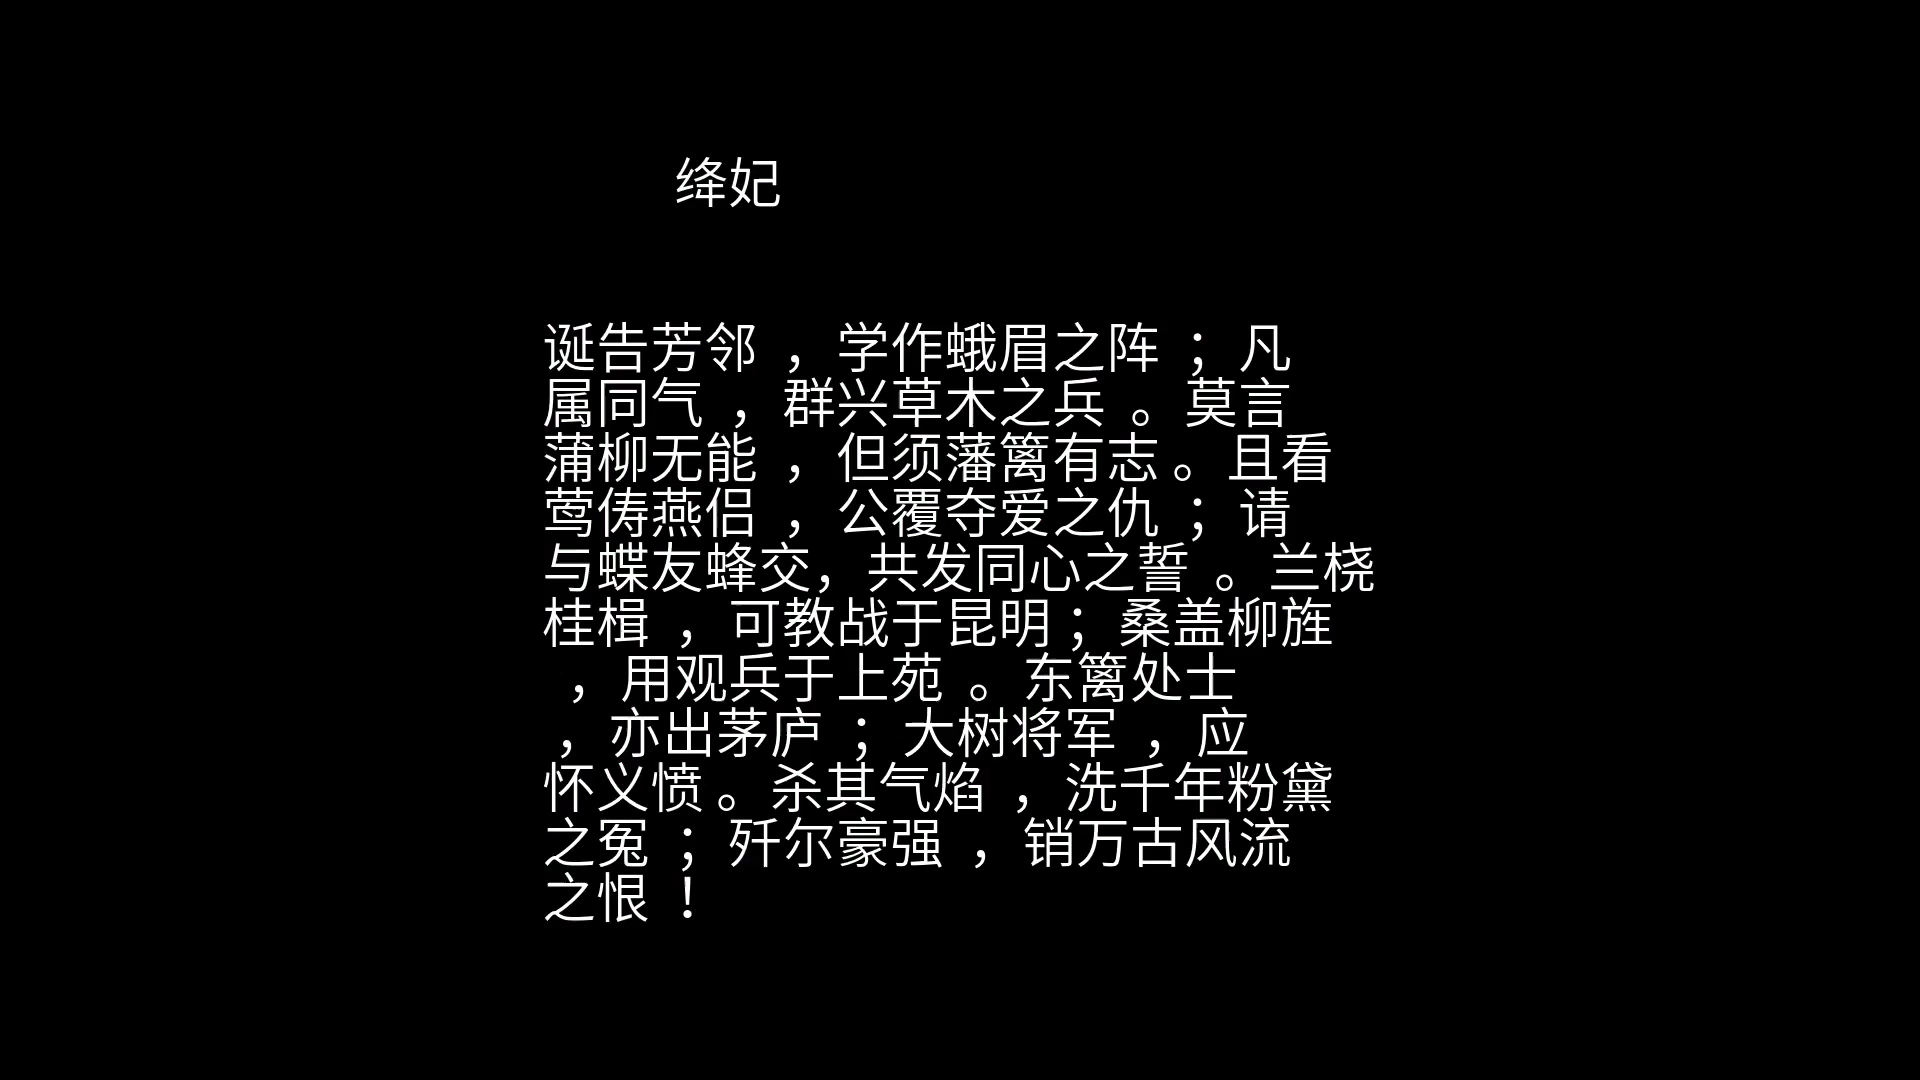 绛妃
诞告芳邻，学作蛾眉之阵；凡
属同气，群兴草木之兵。莫言
蒲柳无能，但须藩篱有志。且看
莺俦燕侣，公覆夺爱之仇；请
与蝶友蜂交，共发同心之誓。兰桡
桂楫，可教战于昆明；桑盖柳旌
，用观兵于上苑。东篱处士
，亦出茅庐；大树将军，应
怀义愤。杀其气焰，洗千年粉黛
之冤；歼尔豪强，销万古风流
之恨！